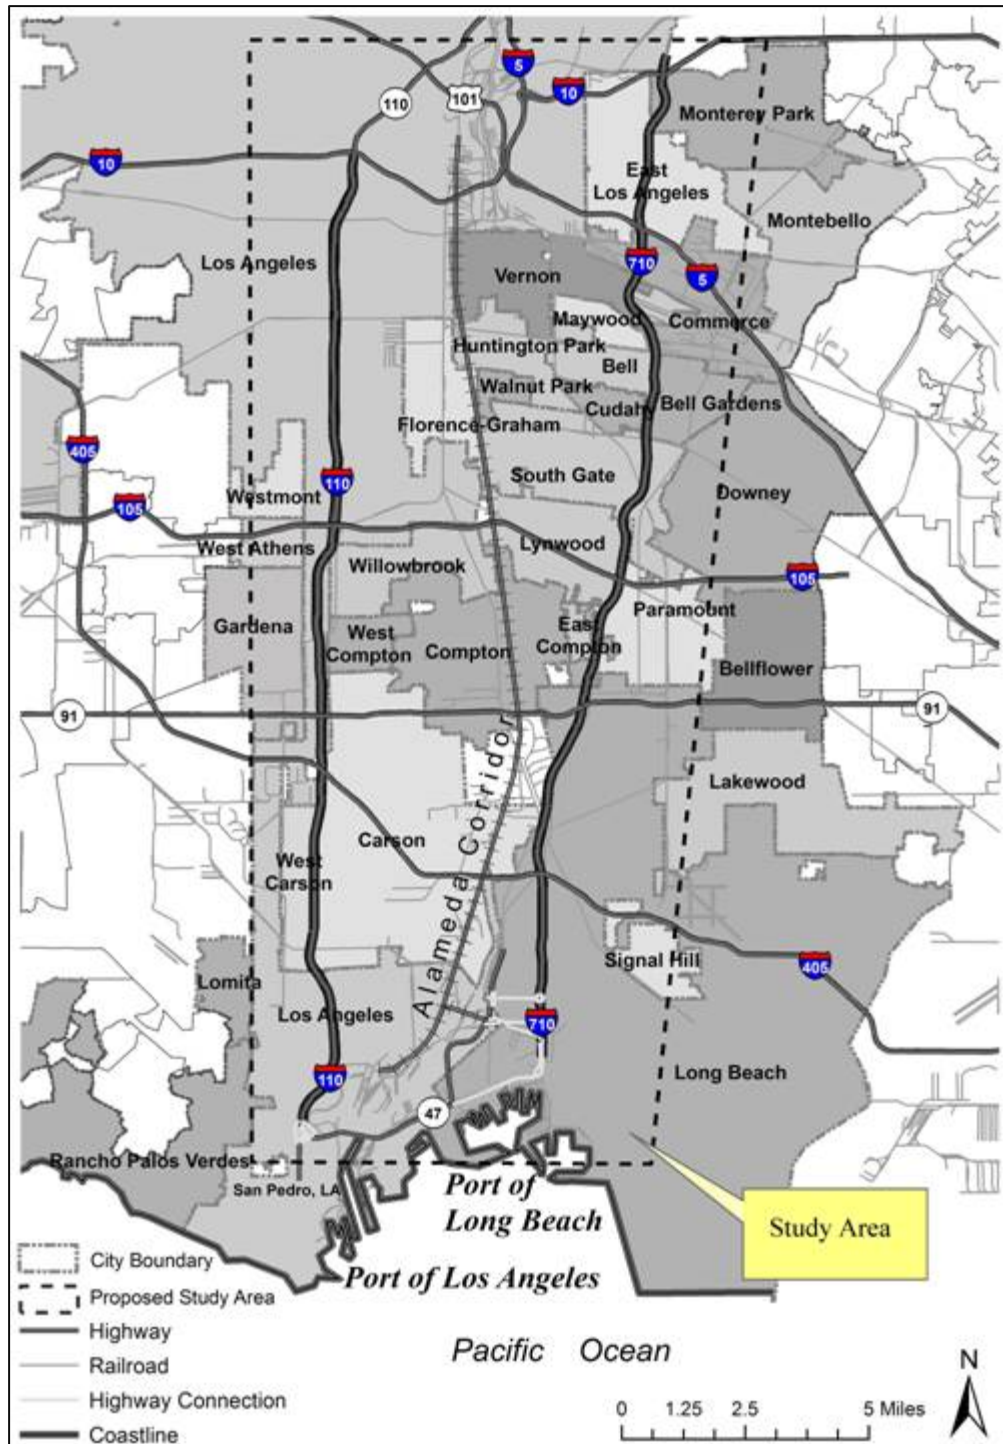 5
10
110
101
Monterey Park
10
East
Los Angeles
Montebello
Los Angeles
710
Vernon
5
Maywood
Commerce
Huntington Park
Bell
Walnut Park
Cudahy
Bell Gardens
Florence-Graham
405
South Gate
110
Westmont
Downey
105
West Athens
Lynwood
Willowbrook
105
Paramount
Gardena
West
Compton
Compton
East
Compton
Bellflower
91
91
Alameda Corridor
Lakewood
Carson
West
Carson
Signal Hill
405
Lomita
Los Angeles
710
Long Beach
110
47
Rancho Palos Verdes
San Pedro, LA
Port of
Long Beach
Study Area
Port of Los Angeles
City Boundary
Proposed Study Area
Highway
Railroad
Highway Connection
Coastline
Pacific Ocean
N
0 1.25 2.5 5 Miles